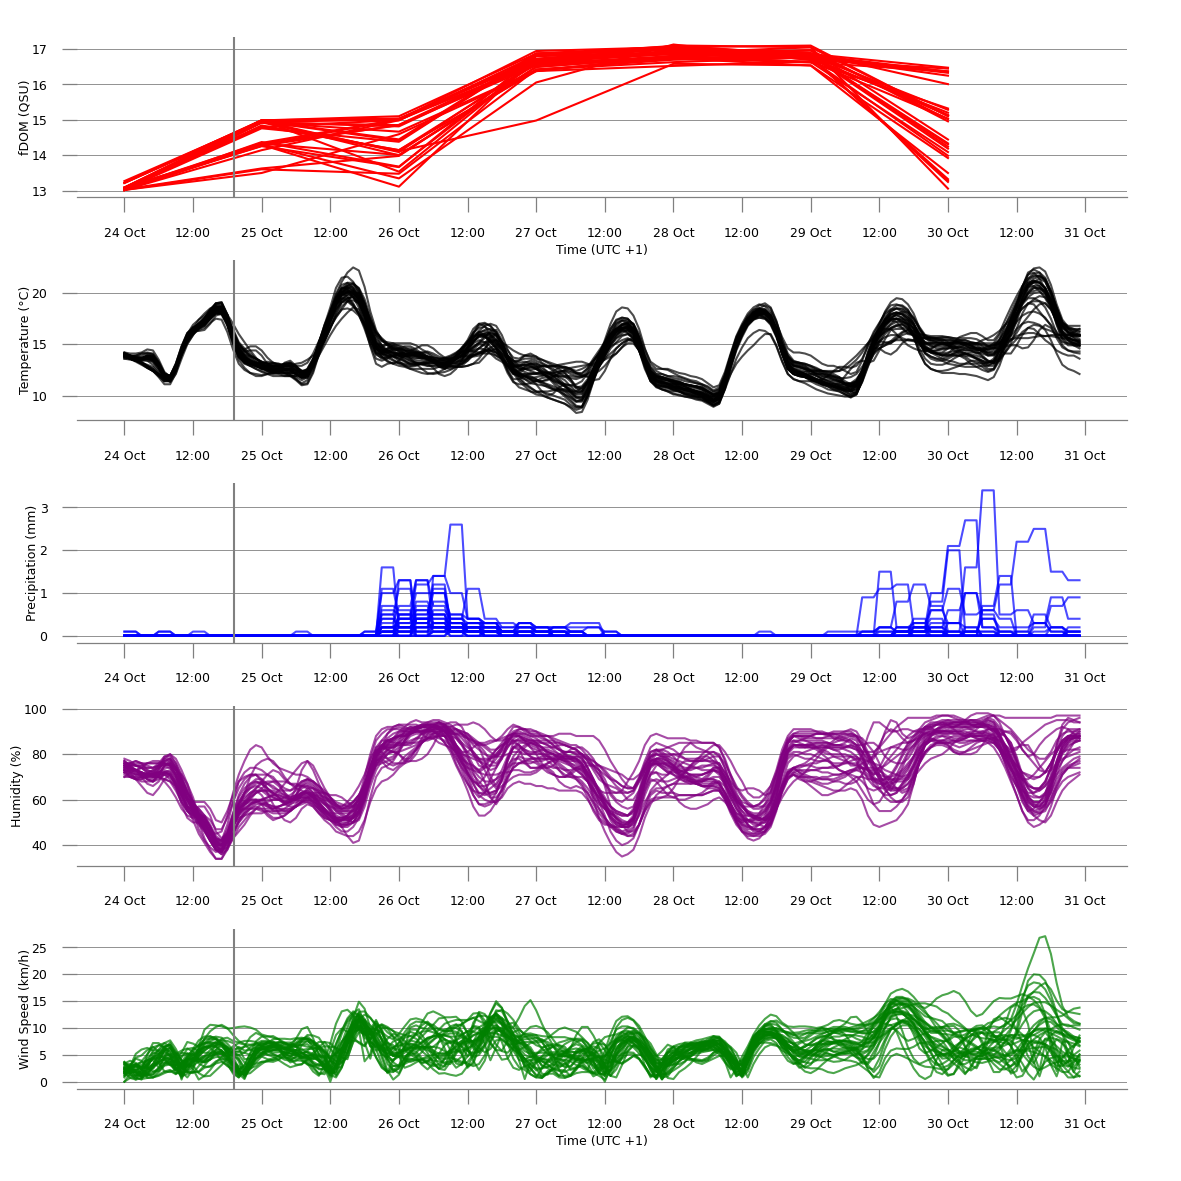 fDOM (QSU)
17
16
15
14
13
24 Oct 12:00 25 Oct 12:00 26 Oct 12:00 27 Oct 12:00 28 Oct 12:00 29 Oct 12:00 30 Oct 12:00 31 Oct
Time (UTC +1)
Temperature (°C)
20
15
10
24 Oct 12:00 25 Oct 12:00 26 Oct 12:00 27 Oct 12:00 28 Oct 12:00 29 Oct 12:00 30 Oct 12:00 31 Oct
Precipitation (mm)
3
2
1
0
24 Oct 12:00 25 Oct 12:00 26 Oct 12:00 27 Oct 12:00 28 Oct 12:00 29 Oct 12:00 30 Oct 12:00 31 Oct
Humidity (%)
100
80
60
40
24 Oct 12:00 25 Oct 12:00 26 Oct 12:00 27 Oct 12:00 28 Oct 12:00 29 Oct 12:00 30 Oct 12:00 31 Oct
Wind Speed (km/h)
25
20
15
10
5
0
24 Oct 12:00 25 Oct 12:00 26 Oct 12:00 27 Oct 12:00 28 Oct 12:00 29 Oct 12:00 30 Oct 12:00 31 Oct
Time (UTC +1)